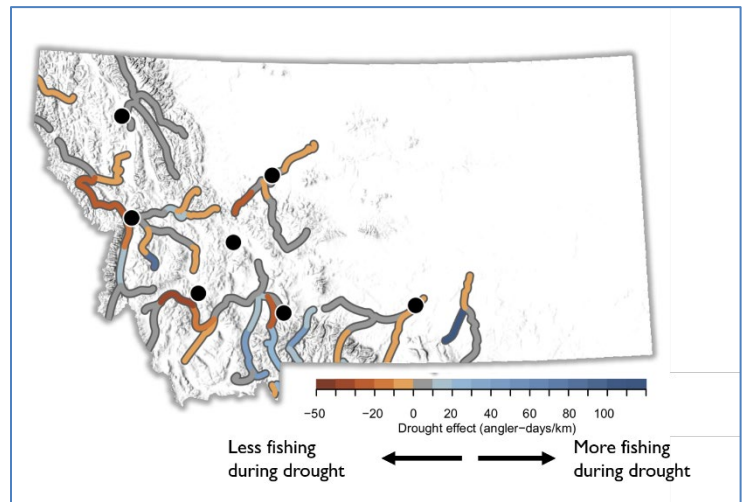 −50 −20 0 20 40 60 80 100
Drought effect (angler−days/km)
Less fishing
during drought
More fishing
during drought